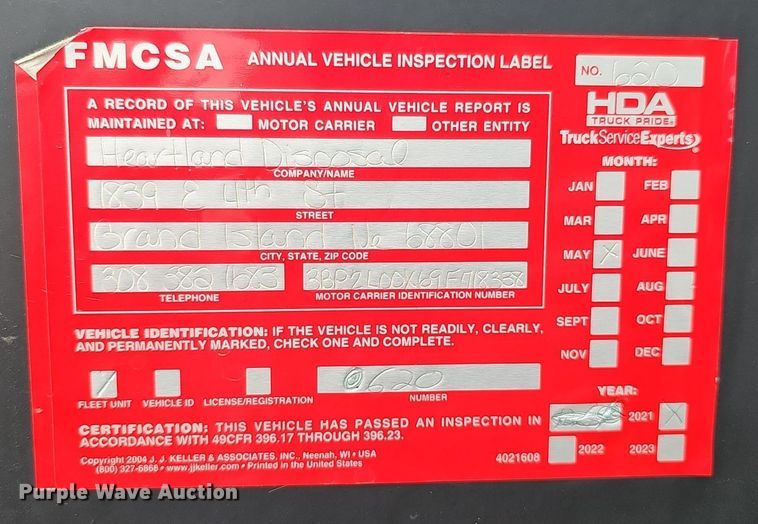 FMCSA ANNUAL VEHICLE INSPECTION LABEL
NO. 620
HDA
TRUCK PRIDE
TruckServiceExperts
A RECORD OF THIS VEHICLE'S ANNUAL VEHICLE REPORT IS
MAINTAINED AT: MOTOR CARRIER OTHER ENTITY
Heartland Disposal
COMPANY/NAME
1839 E 4th St
STREET
Grand Island Ne 68801
CITY, STATE, ZIP CODE
308 382
TELEPHONE
MOTOR CARRIER IDENTIFICATION NUMBER
MONTH:
JAN FEB
MAR APR
MAY X JUNE
JULY AUG
SEPT OCT
NOV DEC
VEHICLE IDENTIFICATION: IF THE VEHICLE IS NOT READILY, CLEARLY,
AND PERMANENTLY MARKED, CHECK ONE AND COMPLETE.
FLEET UNIT VEHICLE ID LICENSE/REGISTRATION
620
NUMBER
YEAR:
2021 X
2022 2023
CERTIFICATION: THIS VEHICLE HAS PASSED AN INSPECTION IN
ACCORDANCE WITH 49CFR 396.17 THROUGH 396.23.
Copyright 2004 J. J. KELLER & ASSOCIATES, INC., Neenah, WI • USA
(800) 327-6868 • www.jjkeller.com • Printed in the United States
4021608
Purple Wave Auction